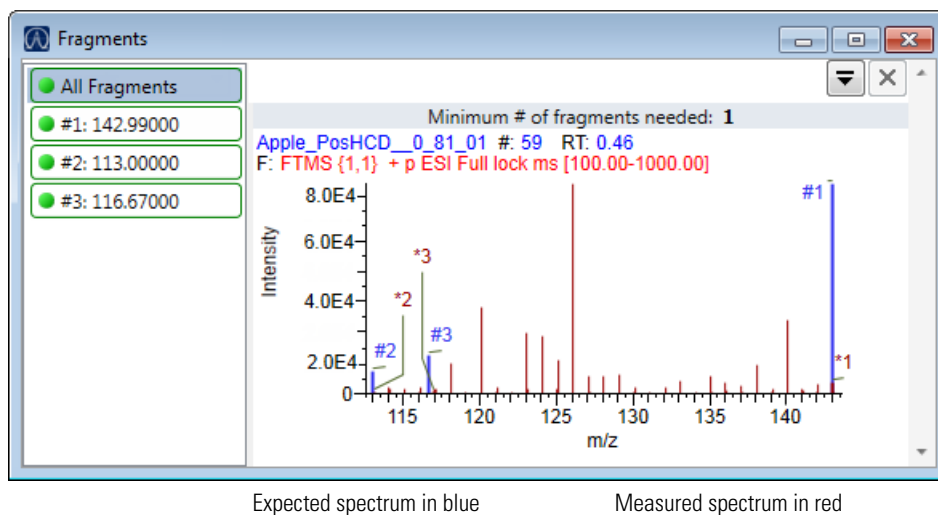 Fragments
All Fragments
#1: 142.99000
#2: 113.00000
#3: 116.67000
Minimum # of fragments needed: 1
Apple_PosHCD__0_81_01 #: 59 RT: 0.46
F: FTMS {1,1} + p ESI Full lock ms [100.00-1000.00]
8.0E4
6.0E4
4.0E4
2.0E4
0
Intensity
#1
*3
*2
#2
#3
*1
115 120 125 130 135 140
m/z
Expected spectrum in blue Measured spectrum in red